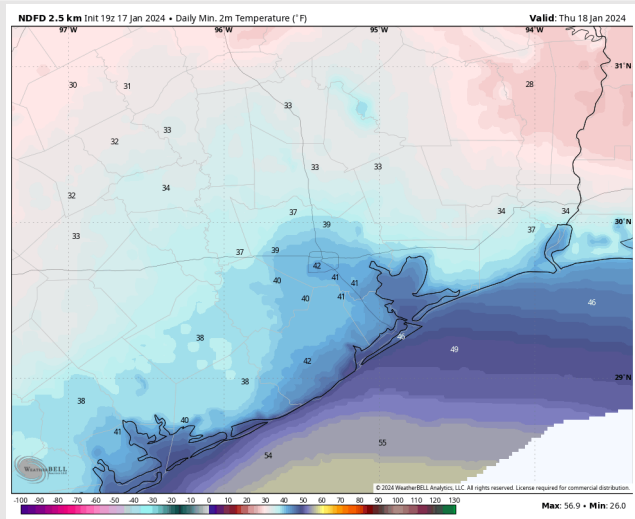 NDFD 2.5 km Init 19z 17 Jan 2024 • Daily Min. 2m Temperature (°F)
Valid: Thu 18 Jan 2024
97°W 96°W 95°W 94°W
31°N
30 31 33 28
33
32
33 33
34
32 34 34
37
39 37
30°N
33
37 39
42
40 41 41
40 41 46
38 46 49
42
29°N
38
38
40
41
55
54
WEATHERBELL
© 2024 WeatherBELL Analytics, LLC. All rights reserved. License required for commercial distribution.
-100 -90 -80 -70 -60 -50 -40 -30 -20 -10 0 10 20 30 40 50 60 70 80 90 100 110 120 130
Max: 56.9 • Min: 26.0